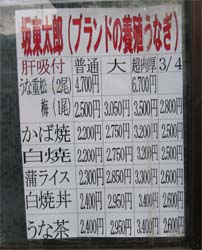 坂東太郎(ブランドの養殖うなぎ)
肝吸付 普通 大 超肉厚 3/4
うな重松(2尾) 4.700円 6.700円
梅(1尾) 2.500円 3.050円 3.500円 2.800円
かば焼 2.200円 2.750円 3.200円 2.500円
白焼 2.200円 2.750円 3.200円 2.500円
蒲ライス 2.300円 2.850円 3.300円 2.600円
白焼丼 2.400円 2.950円 3.400円 2.600円
うな茶 2.400円 2.950円 3.400円 2.600円